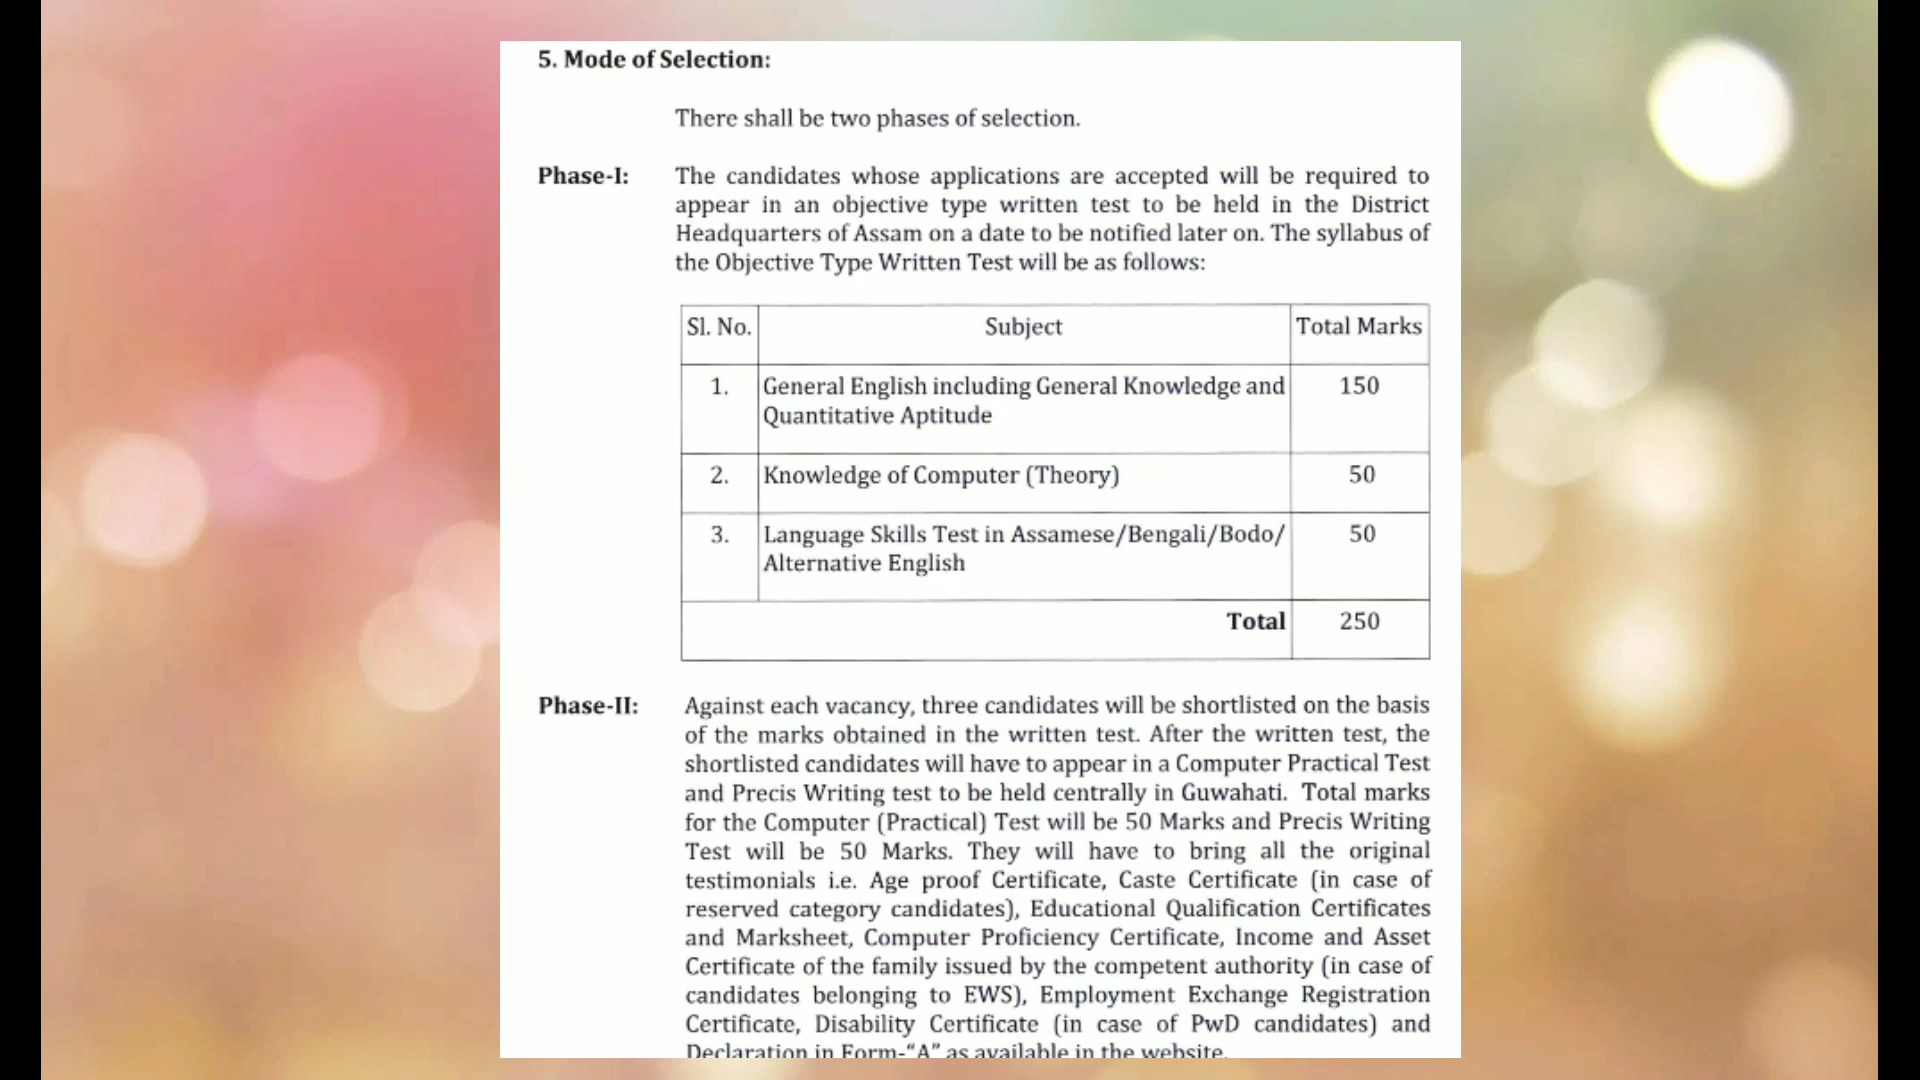 5. Mode of Selection:
There shall be two phases of selection.
Phase-I: The candidates whose applications are accepted will be required to
appear in an objective type written test to be held in the District
Headquarters of Assam on a date to be notified later on. The syllabus of
the Objective Type Written Test will be as follows:
Sl. No. Subject Total Marks
1. General English including General Knowledge and 150
Quantitative Aptitude
2. Knowledge of Computer (Theory) 50
3. Language Skills Test in Assamese/Bengali/Bodo/ 50
Alternative English
Total 250
Phase-II: Against each vacancy, three candidates will be shortlisted on the basis
of the marks obtained in the written test. After the written test, the
shortlisted candidates will have to appear in a Computer Practical Test
and Precis Writing test to be held centrally in Guwahati. Total marks
for the Computer (Practical) Test will be 50 Marks and Precis Writing
Test will be 50 Marks. They will have to bring all the original
testimonials i.e. Age proof Certificate, Caste Certificate (in case of
reserved category candidates), Educational Qualification Certificates
and Marksheet, Computer Proficiency Certificate, Income and Asset
Certificate of the family issued by the competent authority (in case of
candidates belonging to EWS), Employment Exchange Registration
Certificate, Disability Certificate (in case of PwD candidates) and
Declaration in Form-“A” as available in the website.